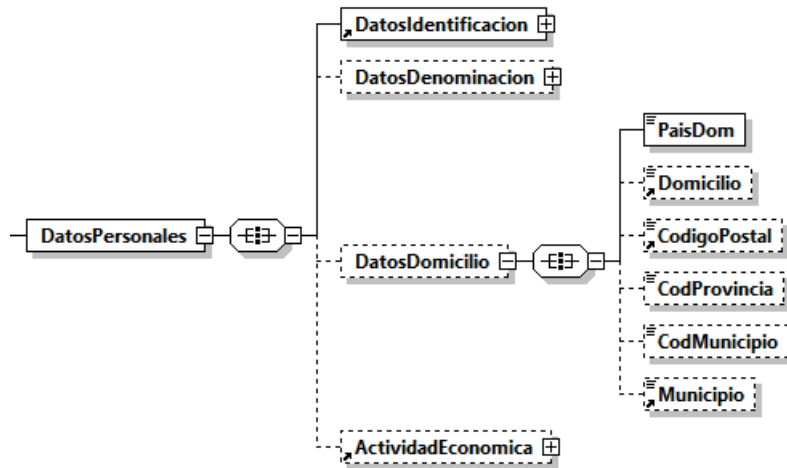 DatosIdentificacion
DatosDenominacion
PaisDom
Domicilio
CodigoPostal
DatosPersonales
DatosDomicilio
CodProvincia
CodMunicipio
Municipio
ActividadEconomica